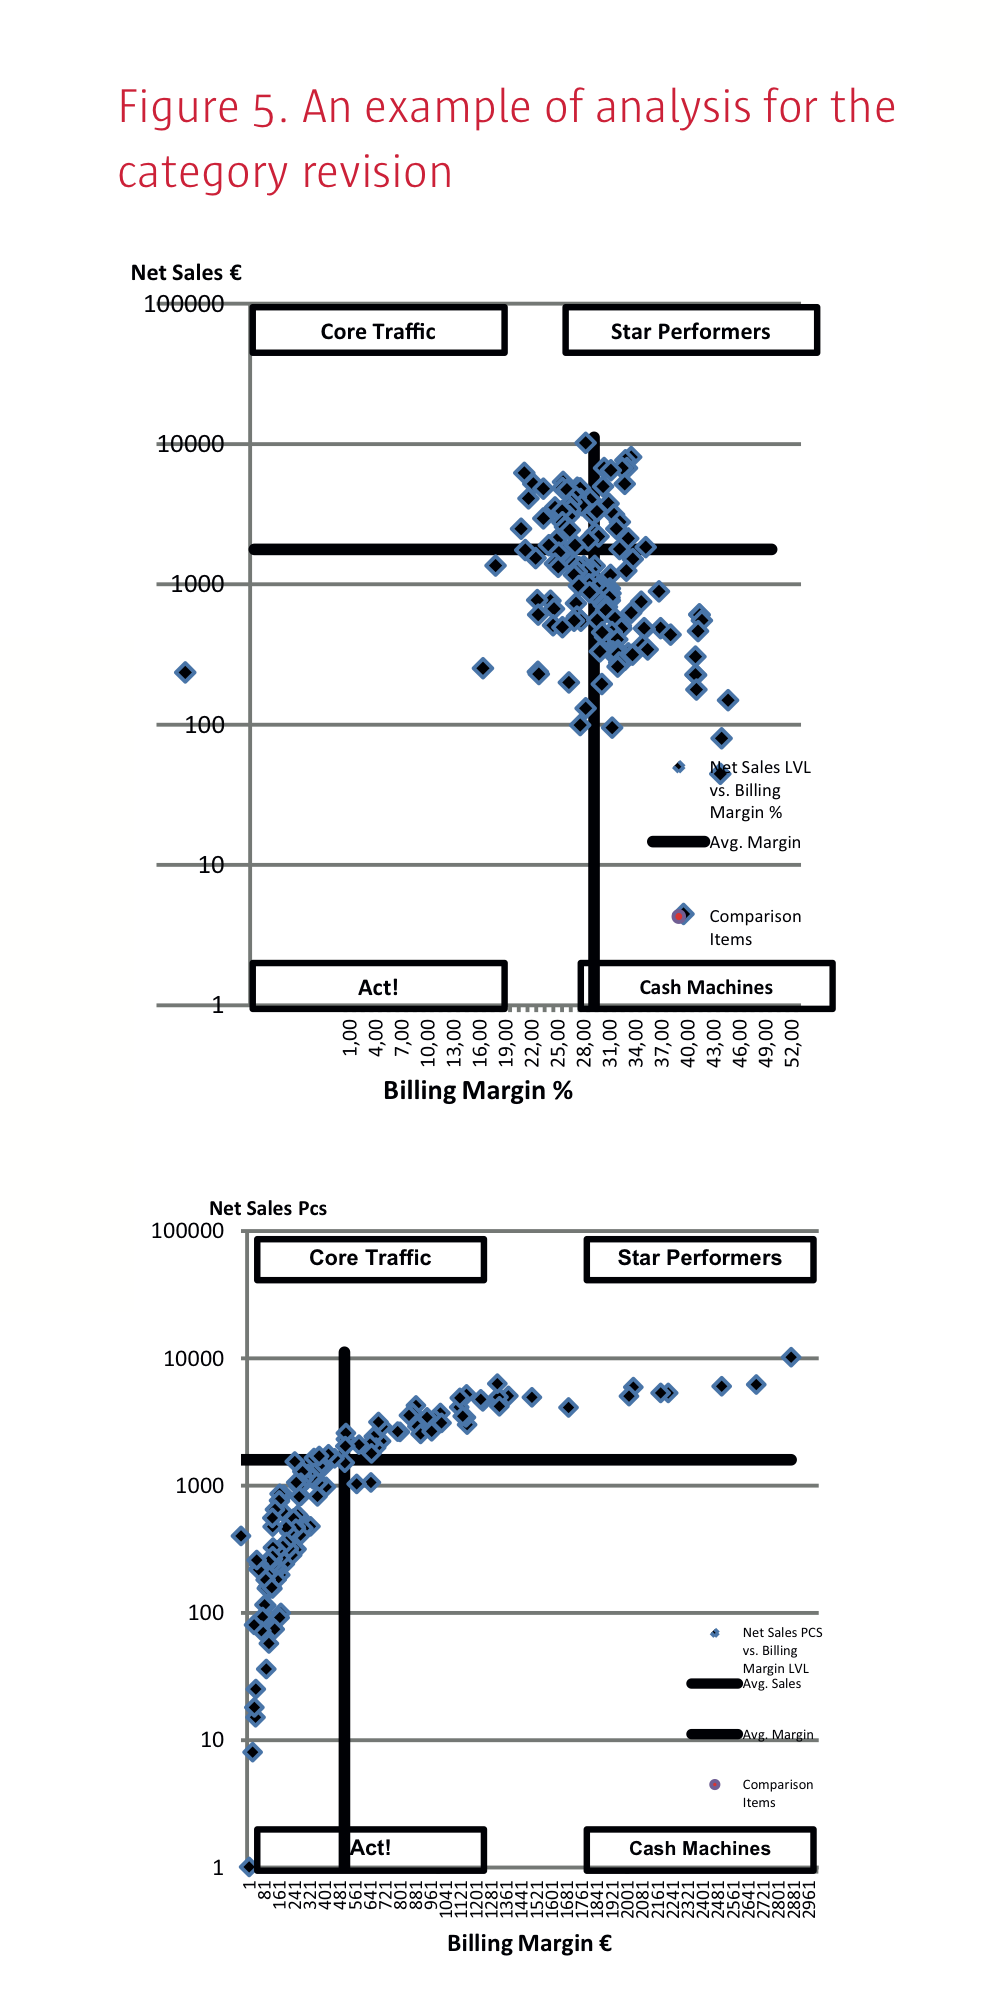 Figure 5. An example of analysis for the
category revision
Net Sales €
100000
Core Traffic
Star Performers
10000
1000
100
Net Sales LVL
vs. Billing
Margin %
Avg. Margin
10
Comparison
Items
Act!
Cash Machines
1
1,00
4,00
7,00
10,00
13,00
16,00
19,00
22,00
25,00
28,00
31,00
34,00
37,00
40,00
43,00
46,00
49,00
52,00
Billing Margin %
Net Sales Pcs
100000
Core Traffic
Star Performers
10000
1000
100
Net Sales PCS
vs. Billing
Margin LVL
Avg. Sales
Avg. Margin
10
Comparison
Items
Act!
Cash Machines
1
1
81
161
241
321
401
481
561
641
721
801
881
961
1041
1121
1201
1281
1361
1441
1521
1601
1681
1761
1841
1921
2001
2081
2161
2241
2321
2401
2481
2561
2641
2721
2801
2881
2961
Billing Margin €